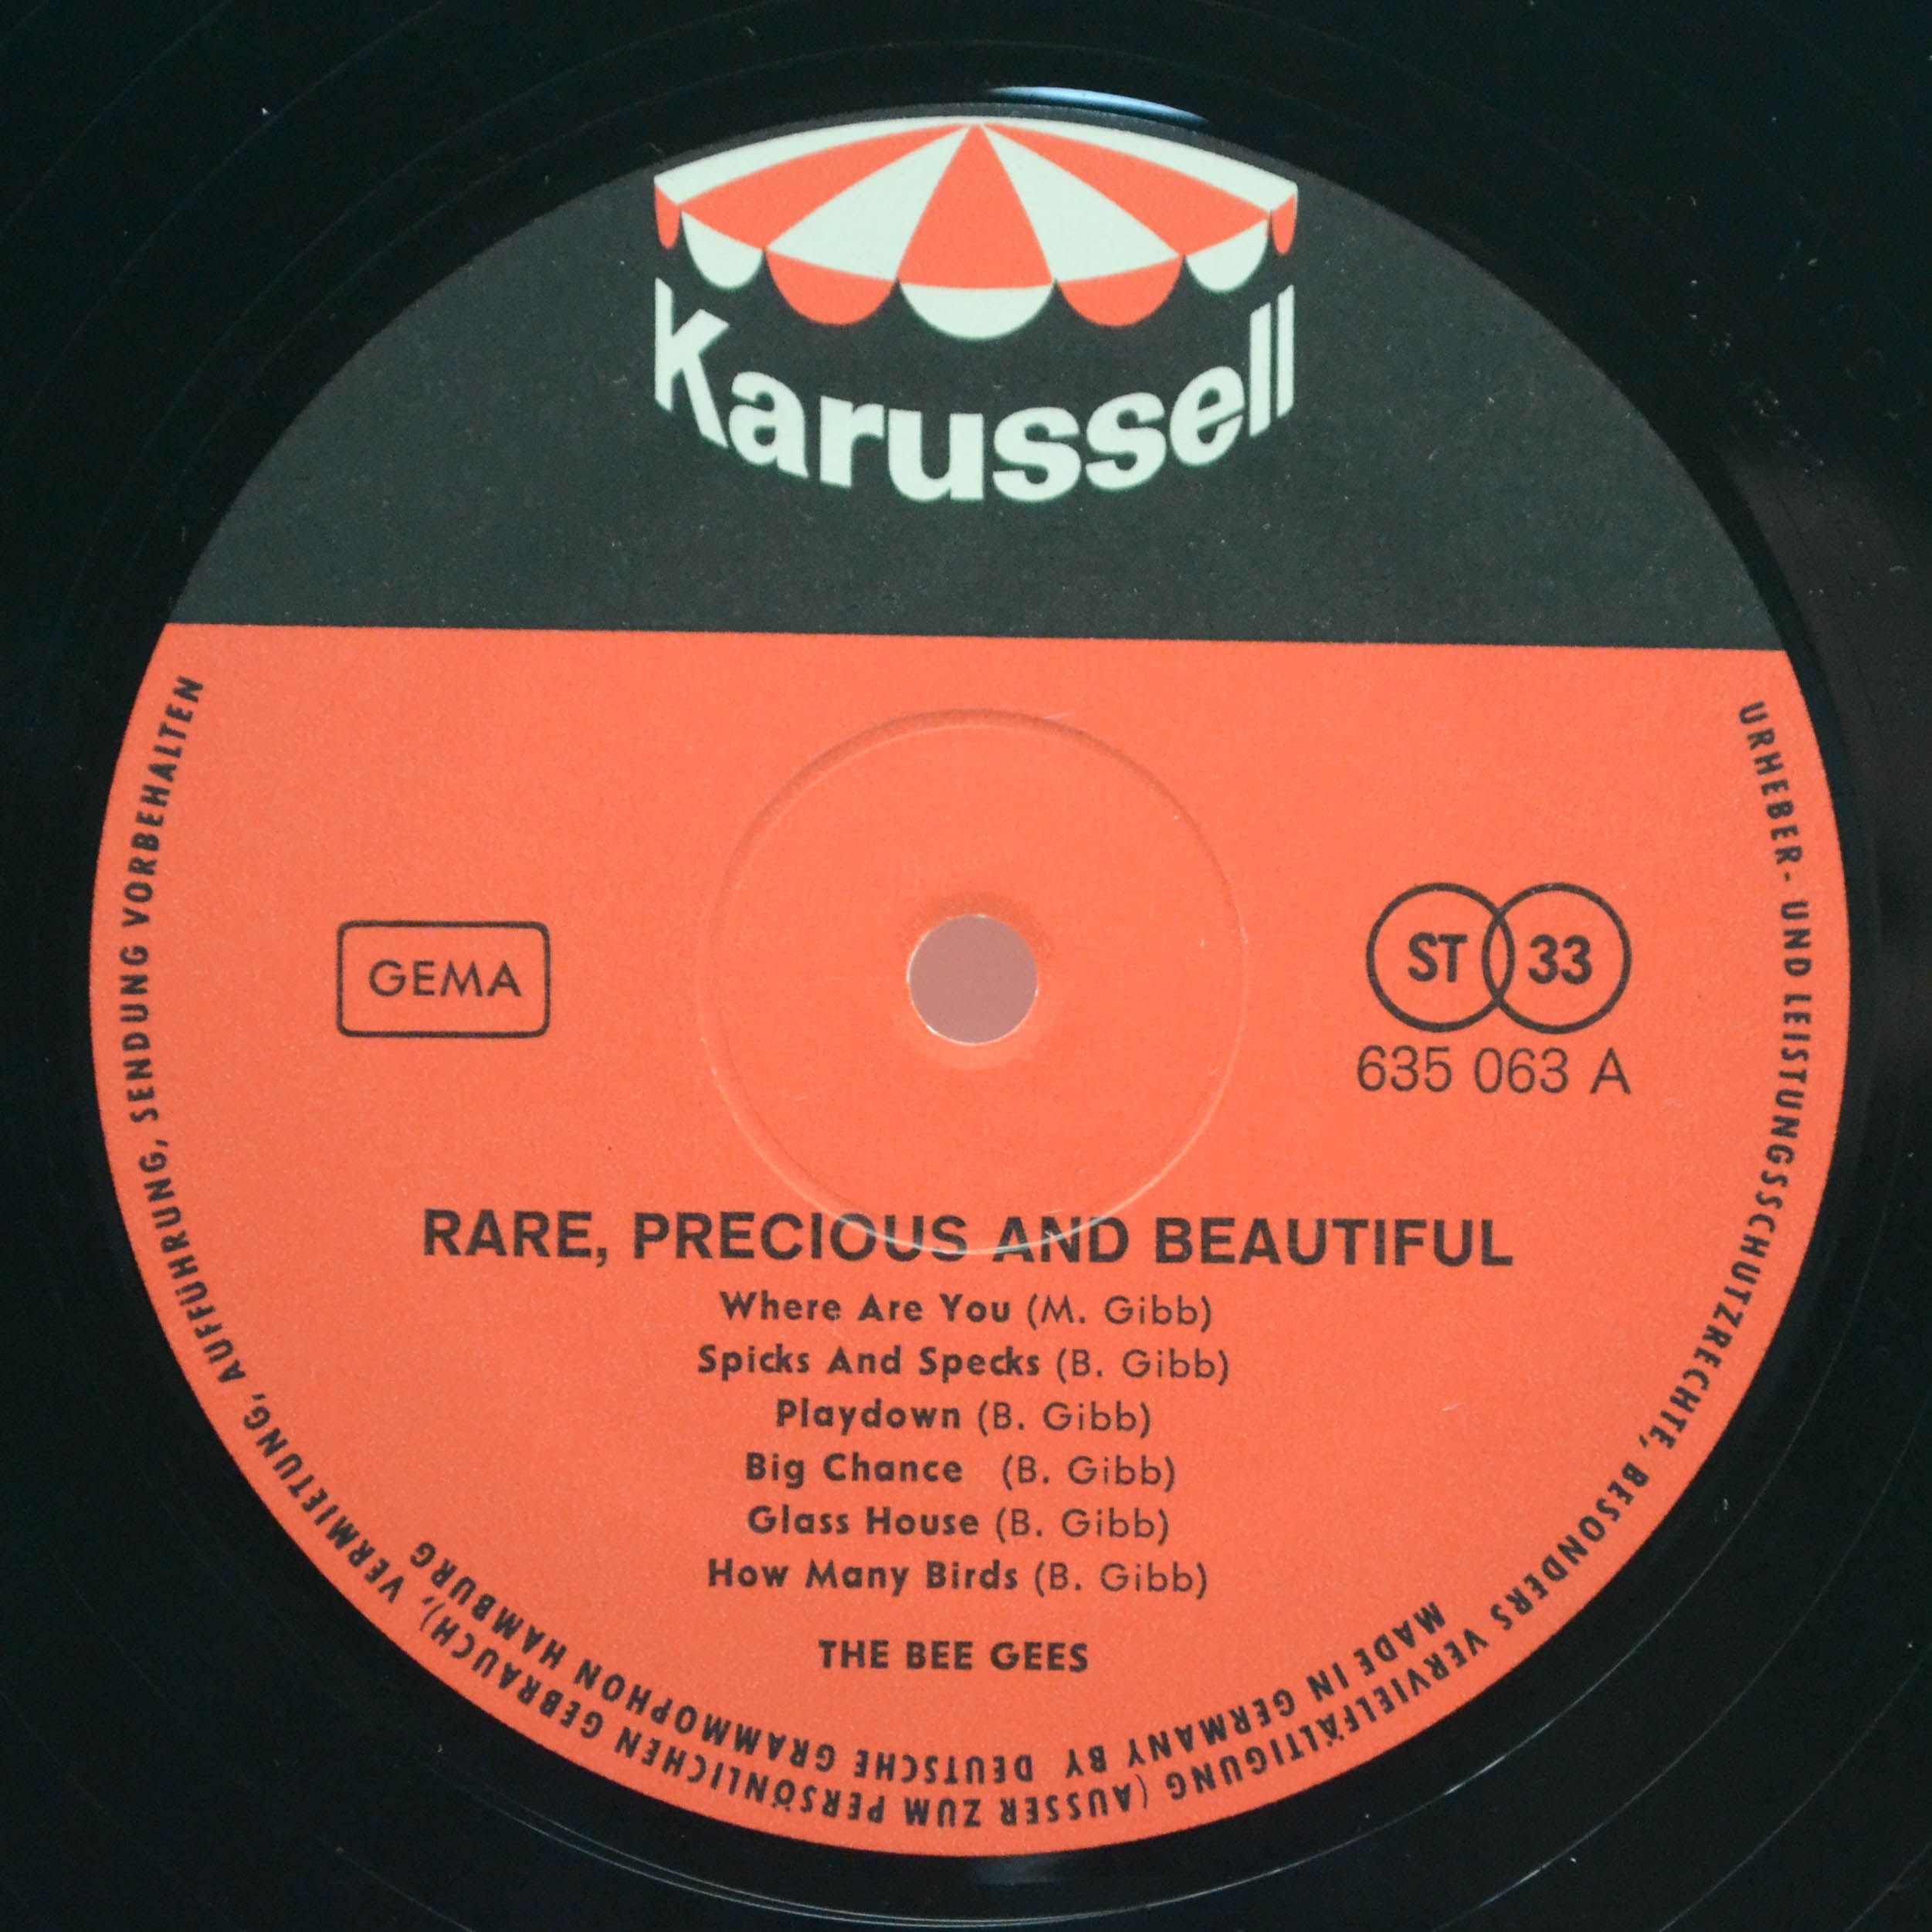 Karussell
GEMA
ST 33
635 063 A
RARE, PRECIOUS AND BEAUTIFUL
Where Are You (M. Gibb)
Spicks And Specks (B. Gibb)
Playdown (B. Gibb)
Big Chance (B. Gibb)
Glass House (B. Gibb)
How Many Birds (B. Gibb)
THE BEE GEES
URHEBER- UND LEISTUNGSSCHUTZRECHTE, BESONDERS VERVIELFÄLTIGUNG (AUSSER ZUM PERSÖNLICHEN GEBRAUCH), VERMIETUNG, AUFFUHRUNG, SENDUNG VORBEHALTEN
MADE IN GERMANY BY DEUTSCHE GRAMMOPHON HAMBURG